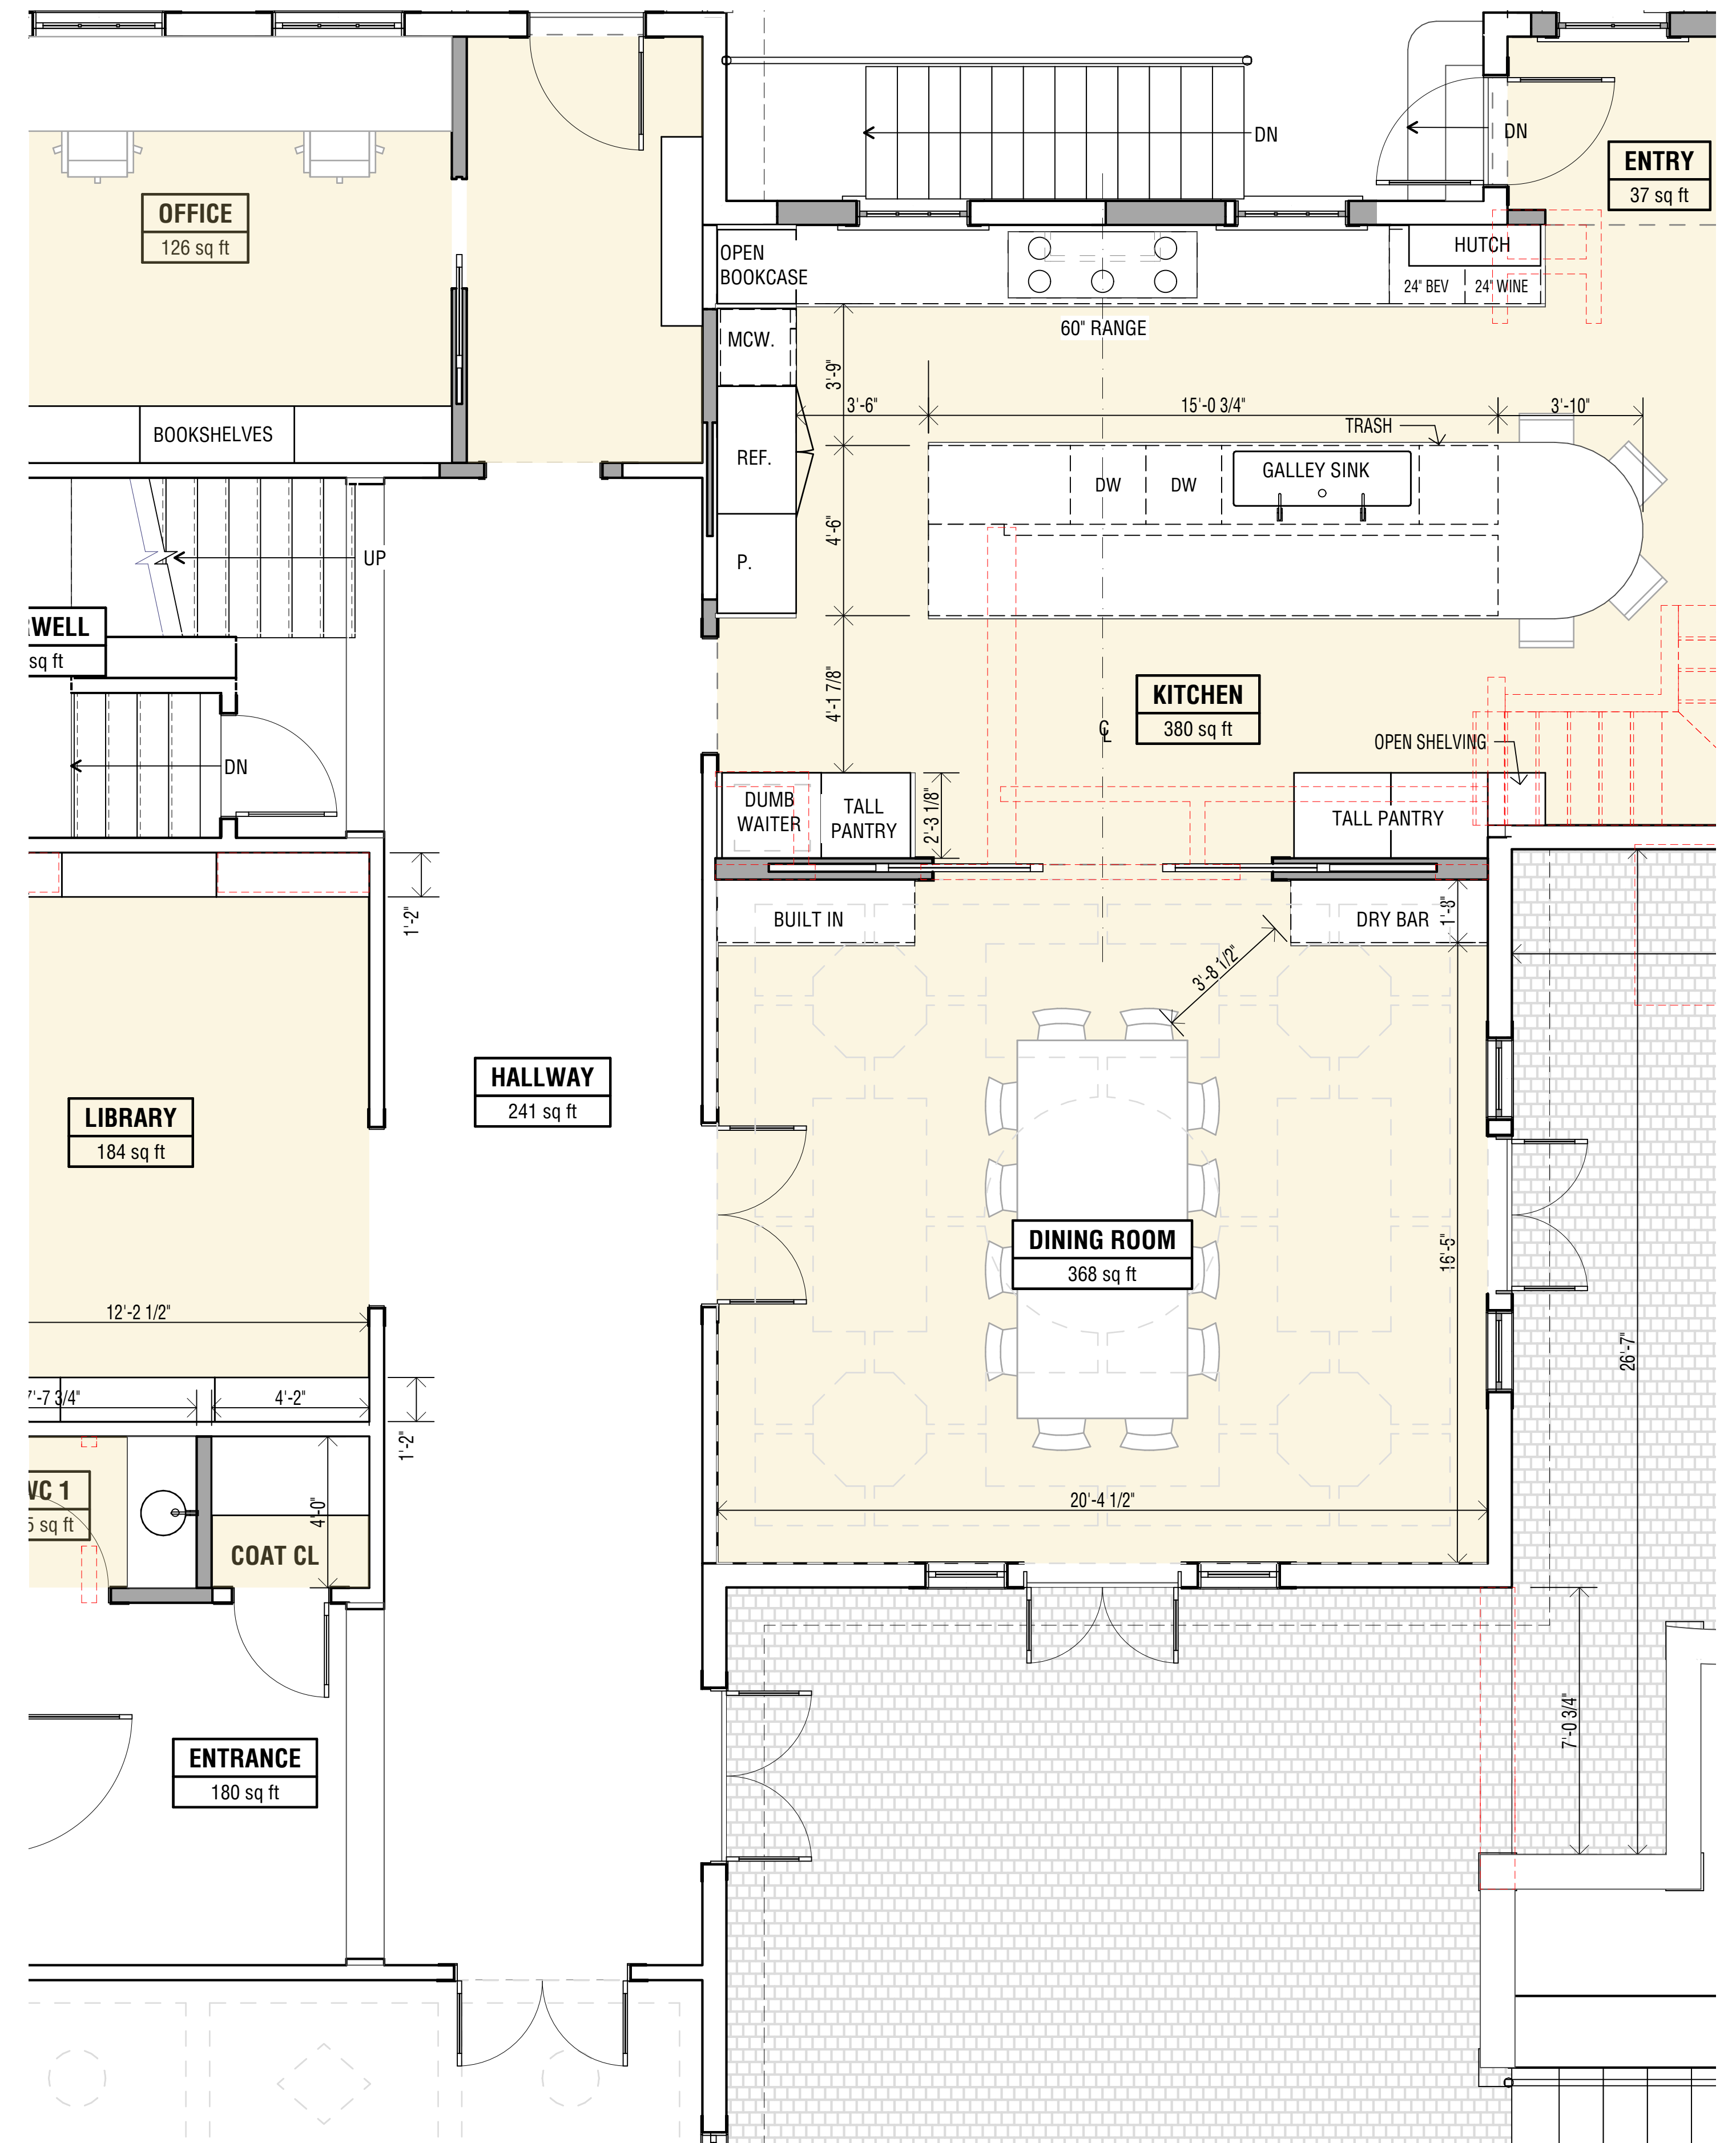 DN
DN
ENTRY
37 sq ft
OFFICE
126 sq ft
OPEN
BOOKCASE
HUTCH
24" BEV
24" WINE
60" RANGE
MCW.
3'-9"
3'-6"
15'-0 3/4"
3'-10"
TRASH
BOOKSHELVES
REF.
GALLEY SINK
DW
DW
4'-6"
P.
UP
WELL
sq ft
KITCHEN
380 sq ft
4'-1 7/8"
CL
OPEN SHELVING
DN
DUMB
WAITER
TALL
PANTRY
2'-3 1/8"
TALL PANTRY
1'-2"
BUILT IN
DRY BAR
3'-8 1/2"
HALLWAY
241 sq ft
LIBRARY
184 sq ft
DINING ROOM
368 sq ft
16'-5"
12'-2 1/2"
26'-7"
'-7 3/4"
4'-2"
1'-2"
WC 1
5 sq ft
4'-0"
COAT CL
20'-4 1/2"
7'-0 3/4"
ENTRANCE
180 sq ft